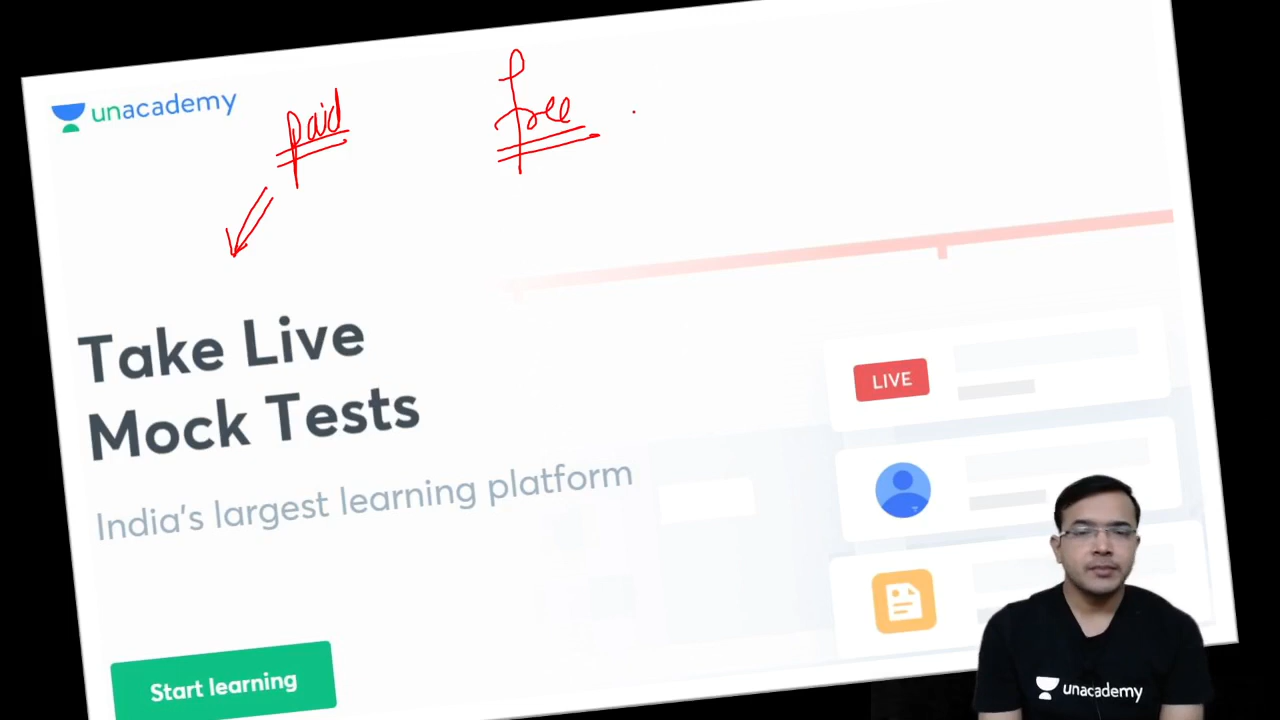 unacademy
paid
free
Take Live
Mock Tests
India's largest learning platform
LIVE
Start learning
unacademy